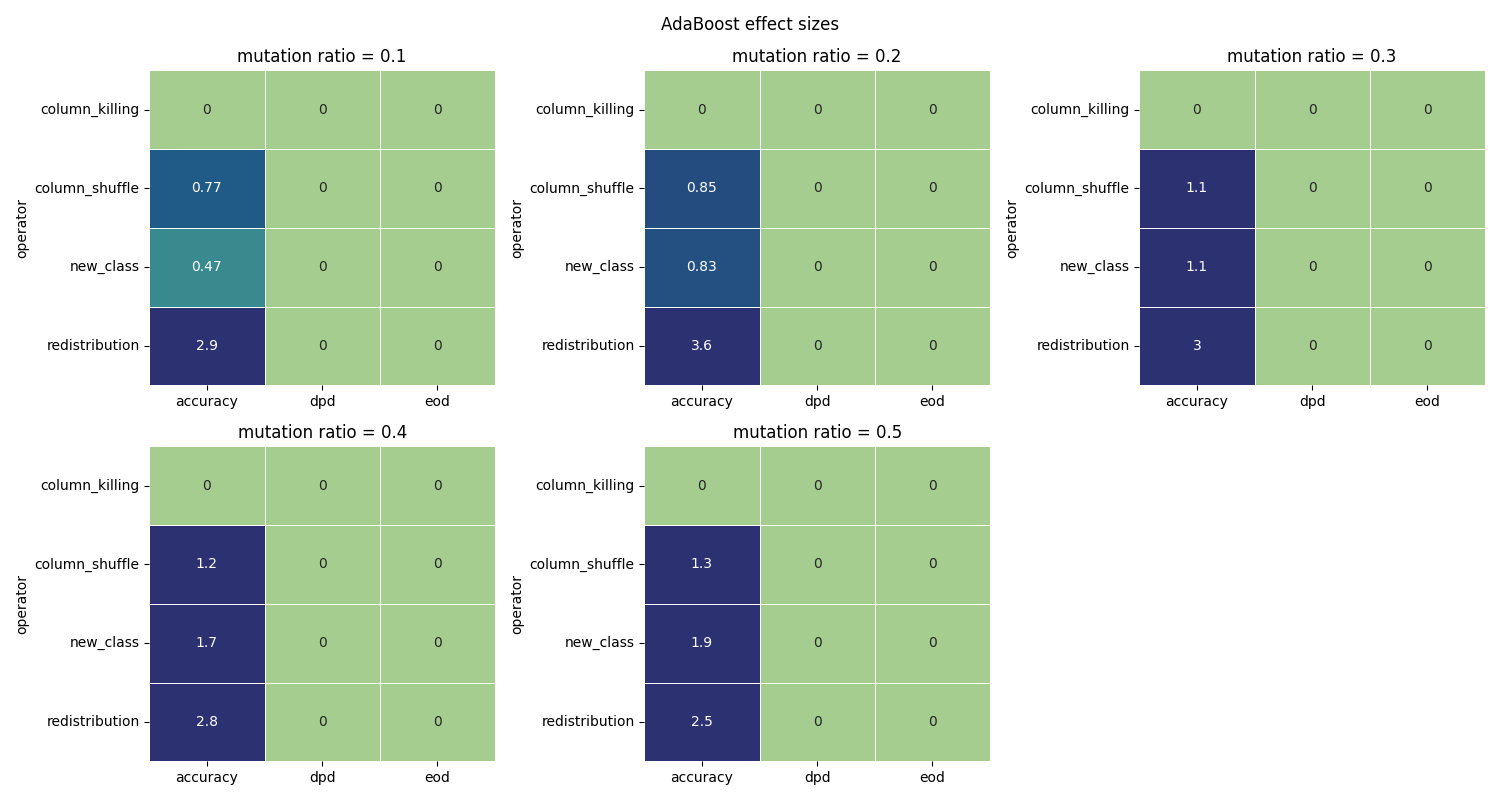 AdaBoost effect sizes
mutation ratio = 0.1
operator
column_killing 0 0 0
column_shuffle 0.77 0 0
new_class 0.47 0 0
redistribution 2.9 0 0
accuracy dpd eod
mutation ratio = 0.2
operator
column_killing 0 0 0
column_shuffle 0.85 0 0
new_class 0.83 0 0
redistribution 3.6 0 0
accuracy dpd eod
mutation ratio = 0.3
operator
column_killing 0 0 0
column_shuffle 1.1 0 0
new_class 1.1 0 0
redistribution 3 0 0
accuracy dpd eod
mutation ratio = 0.4
operator
column_killing 0 0 0
column_shuffle 1.2 0 0
new_class 1.7 0 0
redistribution 2.8 0 0
accuracy dpd eod
mutation ratio = 0.5
operator
column_killing 0 0 0
column_shuffle 1.3 0 0
new_class 1.9 0 0
redistribution 2.5 0 0
accuracy dpd eod